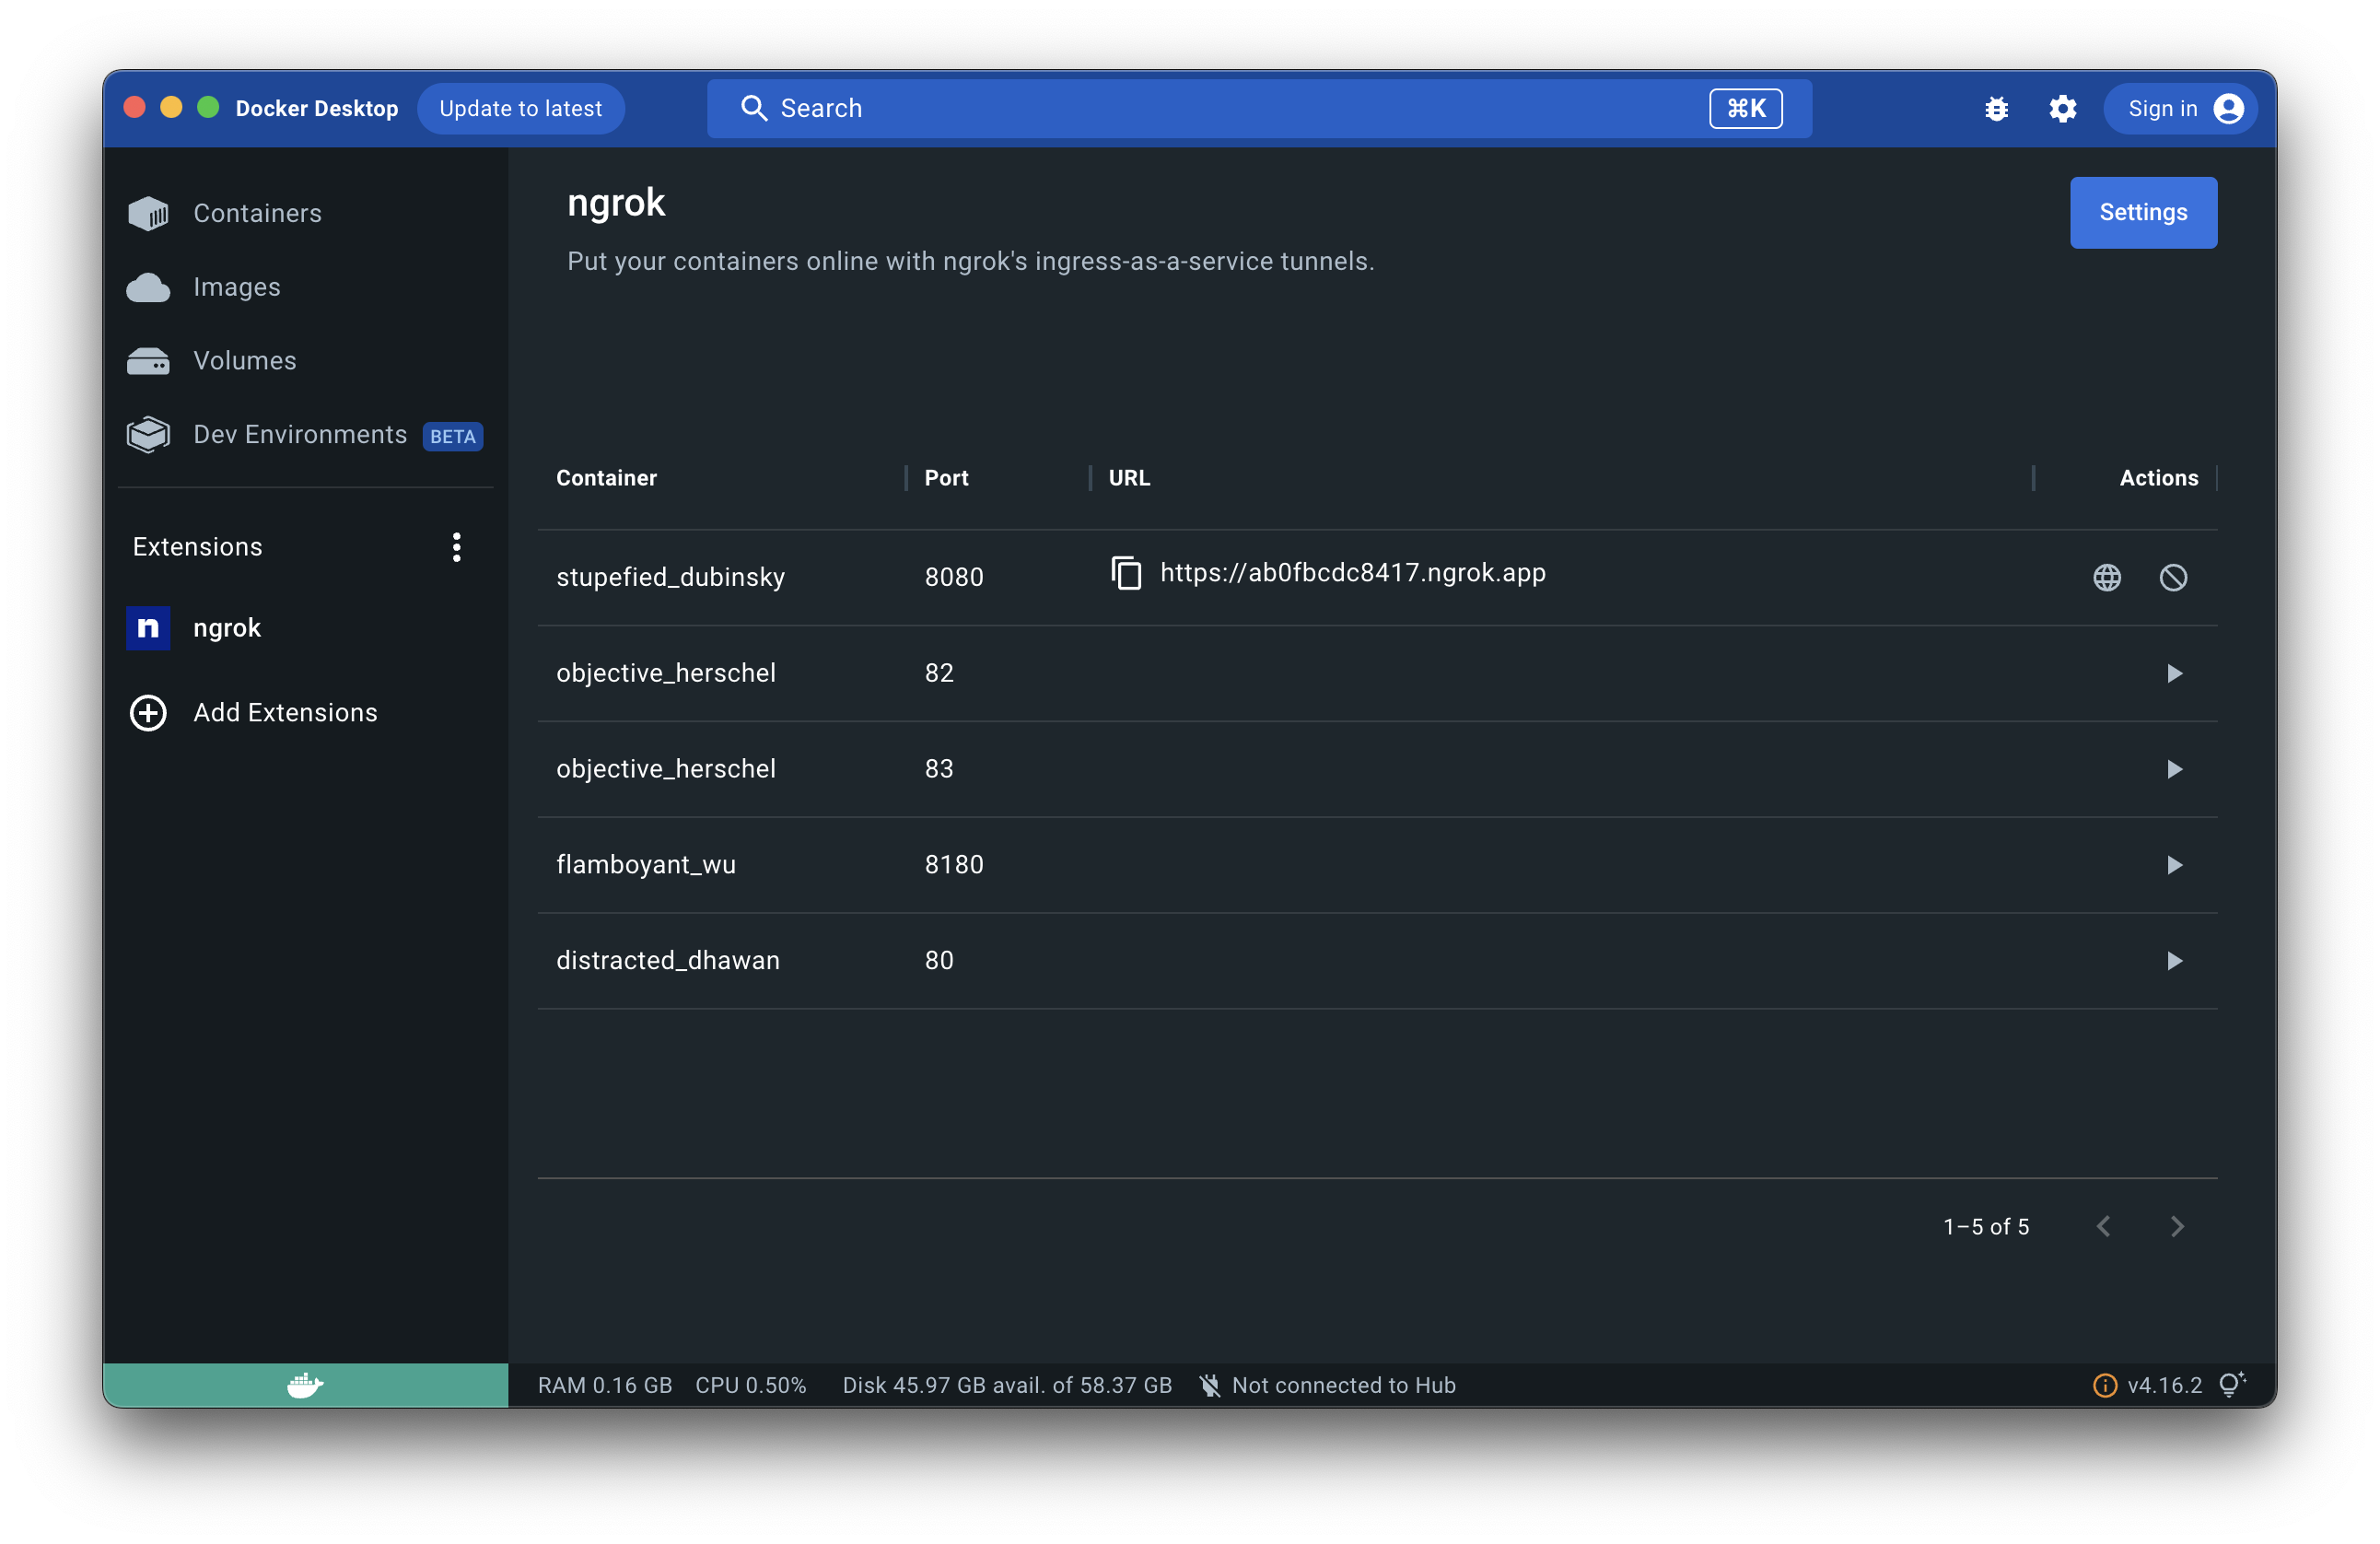 Docker Desktop Update to latest Search ⌘K Sign in
Containers
Images
Volumes
Dev Environments BETA
Extensions
n ngrok
Add Extensions
ngrok
Settings
Put your containers online with ngrok's ingress-as-a-service tunnels.
Container Port URL Actions
stupefied_dubinsky 8080 https://ab0fbcdc8417.ngrok.app
objective_herschel 82
objective_herschel 83
flamboyant_wu 8180
distracted_dhawan 80
1–5 of 5
RAM 0.16 GB CPU 0.50% Disk 45.97 GB avail. of 58.37 GB Not connected to Hub v4.16.2